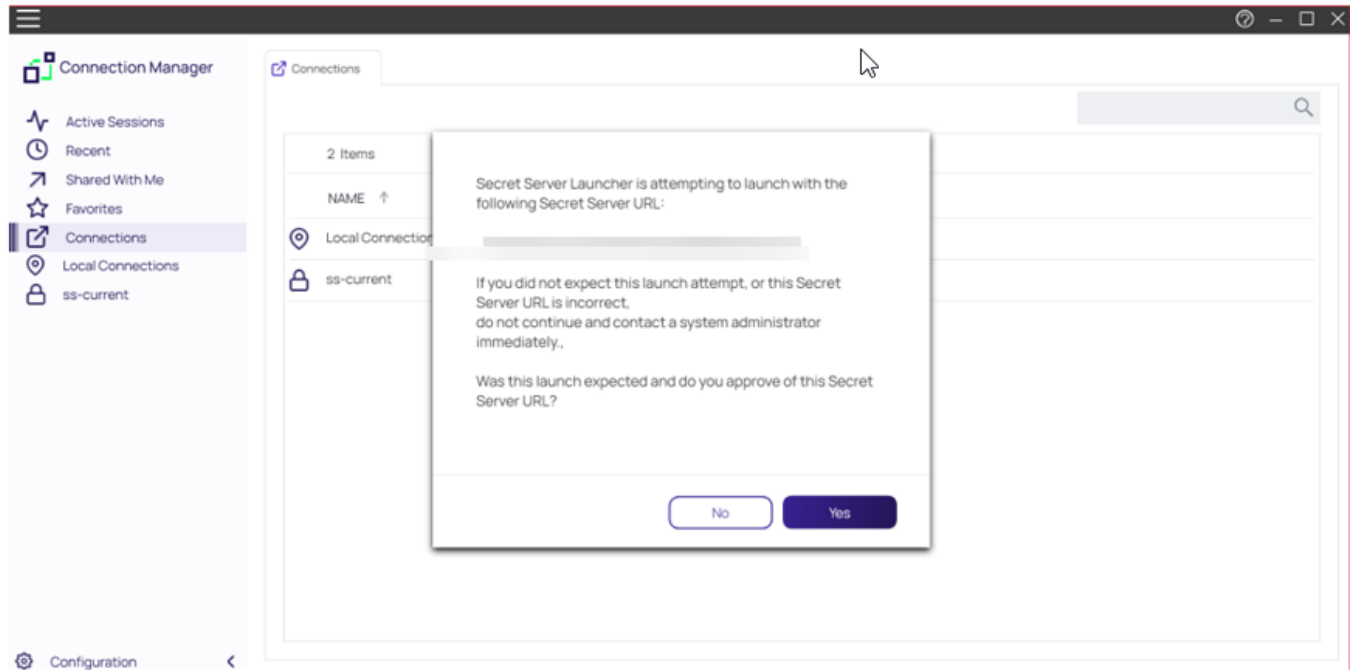 Connection Manager
Active Sessions
Recent
Shared With Me
Favorites
Connections
Local Connections
ss-current
Configuration
Connections
2 Items
NAME
Local Connection
ss-current
Secret Server Launcher is attempting to launch with the
following Secret Server URL:
If you did not expect this launch attempt, or this Secret
Server URL is incorrect,
do not continue and contact a system administrator
immediately.,
Was this launch expected and do you approve of this Secret
Server URL?
No
Yes